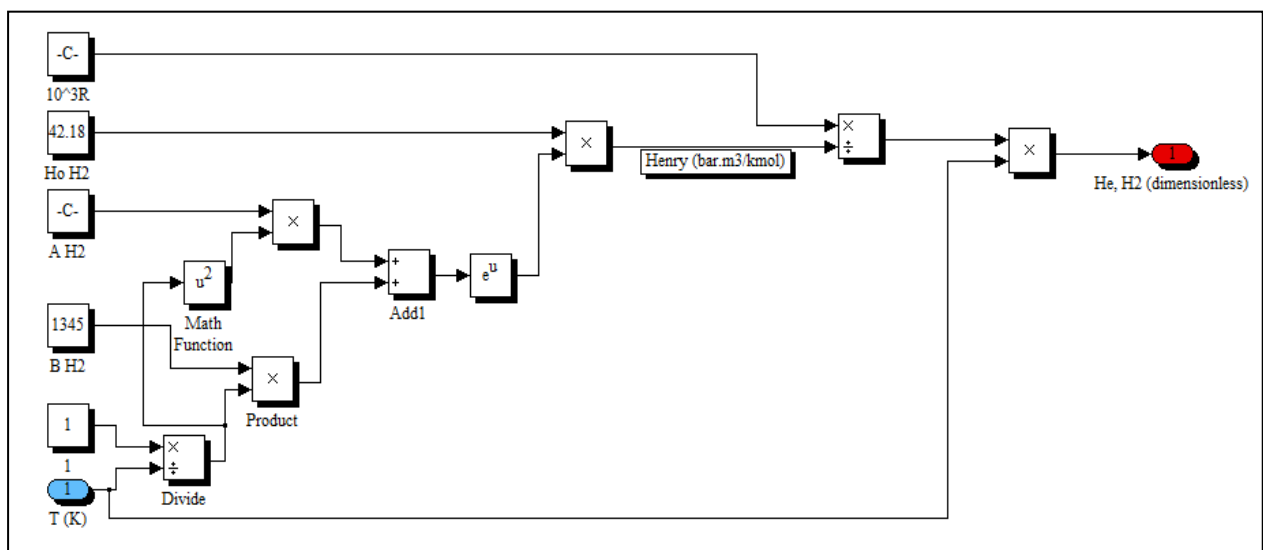 -C-
10^3R
×
÷
42.18
Ho H2
×
Henry (bar.m3/kmol)
×
1
He, H2 (dimensionless)
-C-
A H2
×
u2
Math
Function
+
+
Add1
eu
1345
B H2
×
Product
1
1
×
÷
Divide
1
T (K)